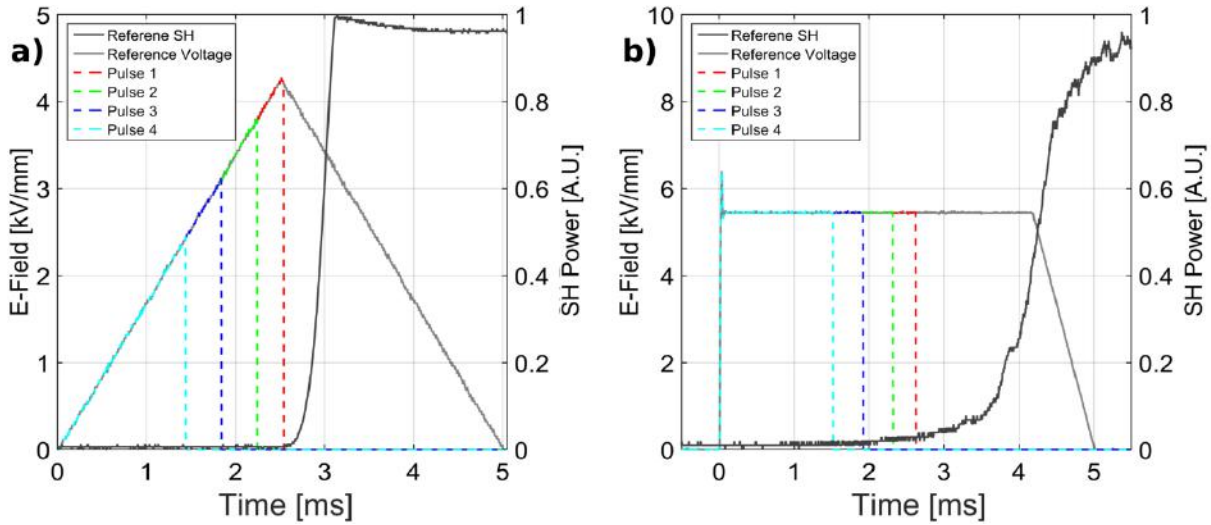 a)
Referene SH
Reference Voltage
Pulse 1
Pulse 2
Pulse 3
Pulse 4
5
4
3
2
1
0
E-Field [kV/mm]
1
0.8
0.6
0.4
0.2
0
SH Power [A.U.]
0 1 2 3 4 5
Time [ms]
b)
Referene SH
Reference Voltage
Pulse 1
Pulse 2
Pulse 3
Pulse 4
10
8
6
4
2
0
E-Field [kV/mm]
1
0.8
0.6
0.4
0.2
0
SH Power [A.U.]
0 1 2 3 4 5
Time [ms]